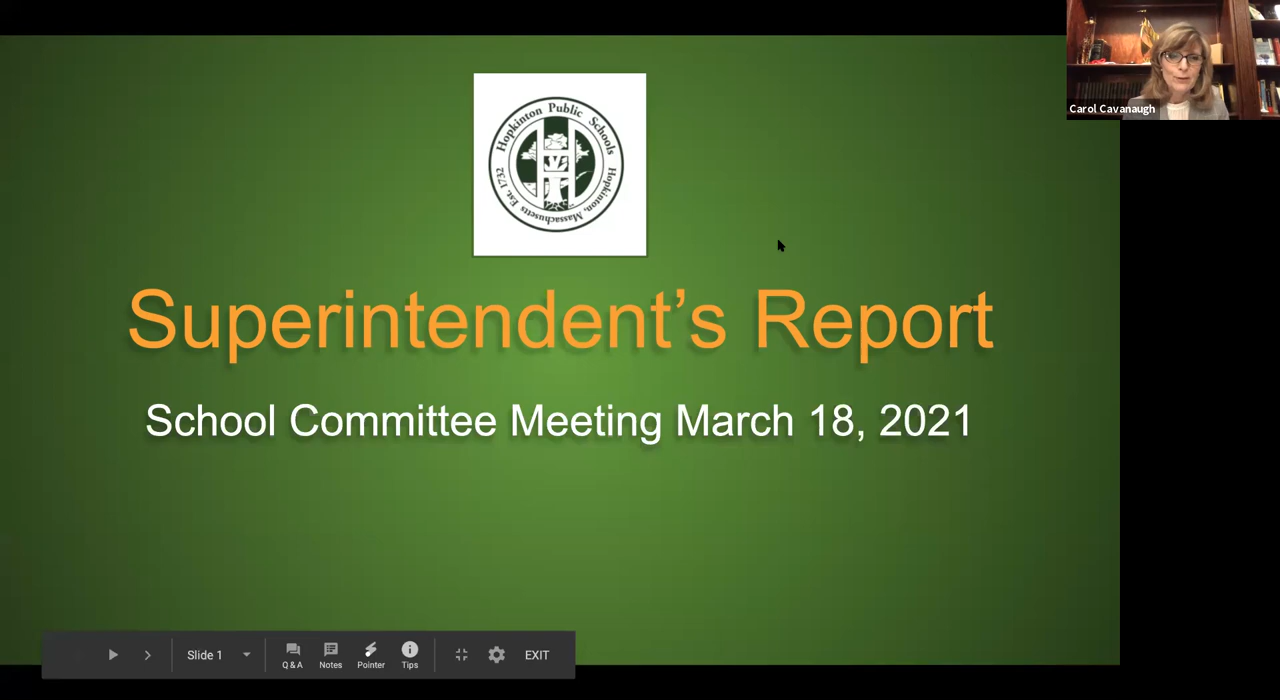 Carol Cavanaugh
Hopkinton Public Schools
Hopkinton, Massachusetts Est. 1732
Superintendent’s Report
School Committee Meeting March 18, 2021
Slide 1
Q & A
Notes
Pointer
Tips
EXIT